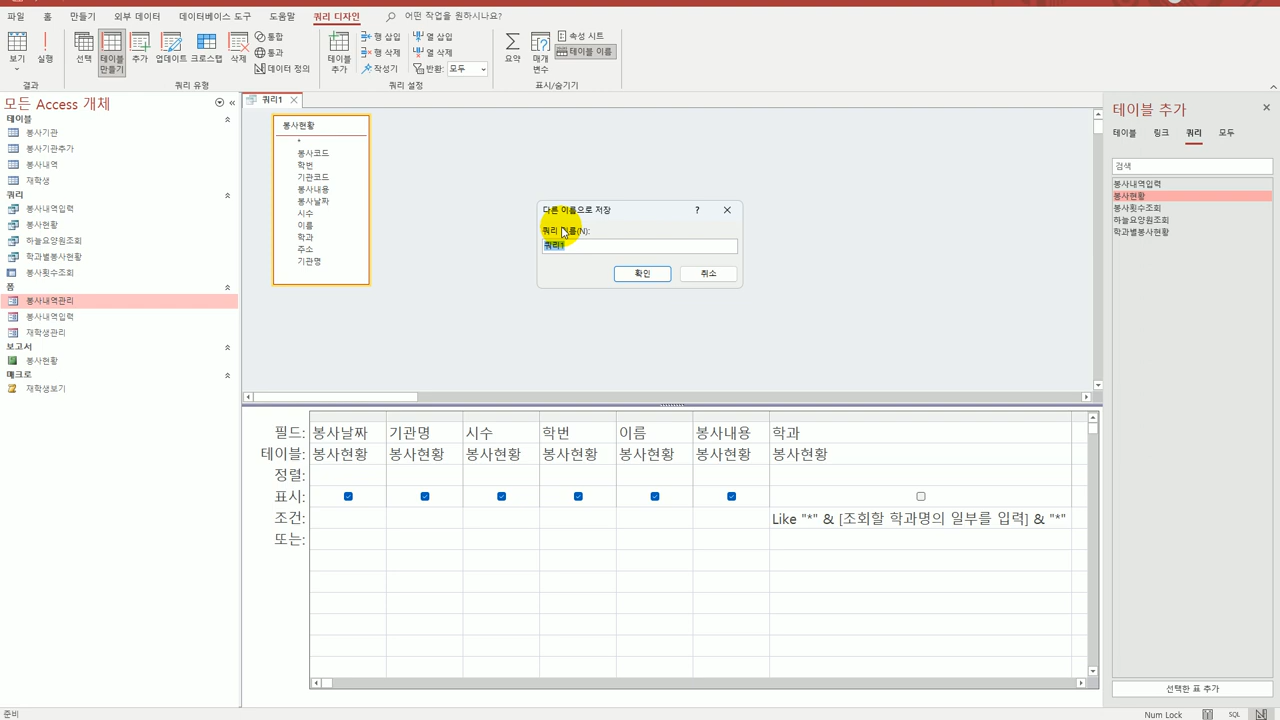 파일 홈 만들기 외부 데이터 데이터베이스 도구 도움말 쿼리 디자인 어떤 작업을 원하시나요?
보기 실행
결과
선택 테이블 만들기 추가 업데이트 크로스탭 삭제 통합
통과
데이터 정의
쿼리 유형
테이블 추가
행 삽입 열 삽입
행 삭제 열 삭제
작성기 반환: 모두
쿼리 설정
요약 매개 변수 속성 시트
테이블 이름
표시/숨기기
모든 Access 개체
테이블
봉사기관
봉사기관추가
봉사내역
재학생
쿼리
봉사내역입력
봉사현황
하늘요양원조회
학과별봉사현황
봉사횟수조회
폼
봉사내역관리
봉사내역입력
재학생관리
보고서
봉사현황
매크로
재학생보기
쿼리1
봉사현황
*
봉사코드
학번
기관코드
봉사내용
봉사날짜
시수
이름
학과
주소
기관명
다른 이름으로 저장 ?
쿼리 이름(N):
쿼리1
확인 취소
필드: 봉사날짜 기관명 시수 학번 이름 봉사내용 학과
테이블: 봉사현황 봉사현황 봉사현황 봉사현황 봉사현황 봉사현황 봉사현황
정렬:
표시:
조건: Like "*" & [조회할 학과명의 일부를 입력] & "*"
또는:
테이블 추가
테이블 링크 쿼리 모두
검색
봉사내역입력
봉사현황
봉사횟수조회
하늘요양원조회
학과별봉사현황
선택한 표 추가
준비 Num Lock SQL